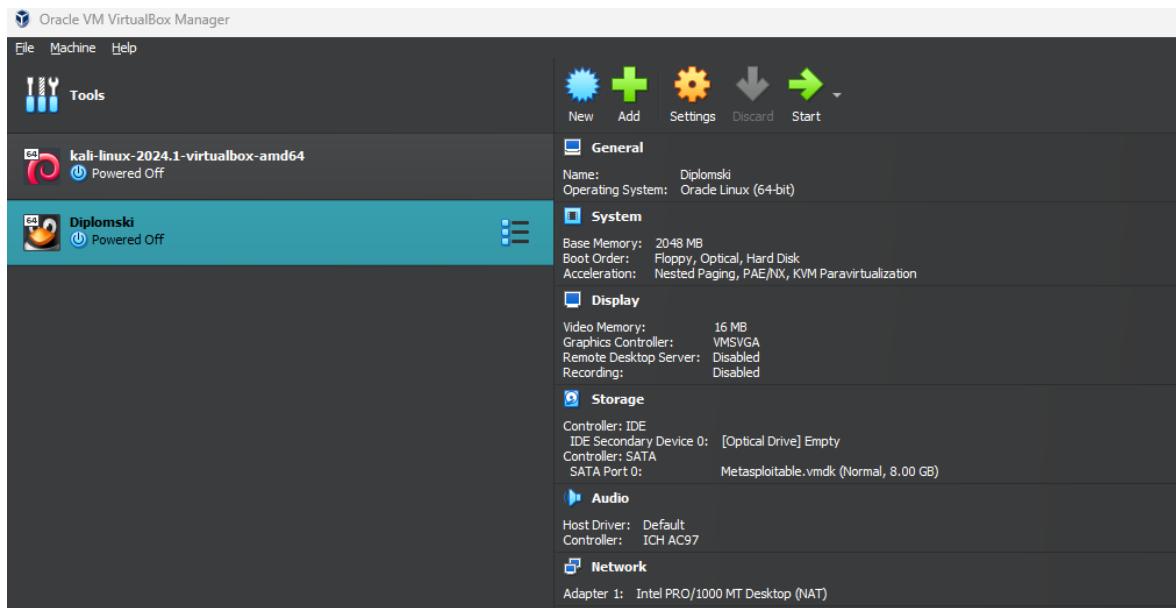 Oracle VM VirtualBox Manager
File Machine Help
Tools
New Add Settings Discard Start
64 kali-linux-2024.1-virtualbox-amd64
Powered Off
64 Diplomski
Powered Off
General
Name: Diplomski
Operating System: Oracle Linux (64-bit)
System
Base Memory: 2048 MB
Boot Order: Floppy, Optical, Hard Disk
Acceleration: Nested Paging, PAE/NX, KVM Paravirtualization
Display
Video Memory: 16 MB
Graphics Controller: VMSVGA
Remote Desktop Server: Disabled
Recording: Disabled
Storage
Controller: IDE
IDE Secondary Device 0: [Optical Drive] Empty
Controller: SATA
SATA Port 0: Metasploitable.vmdk (Normal, 8.00 GB)
Audio
Host Driver: Default
Controller: ICH AC97
Network
Adapter 1: Intel PRO/1000 MT Desktop (NAT)